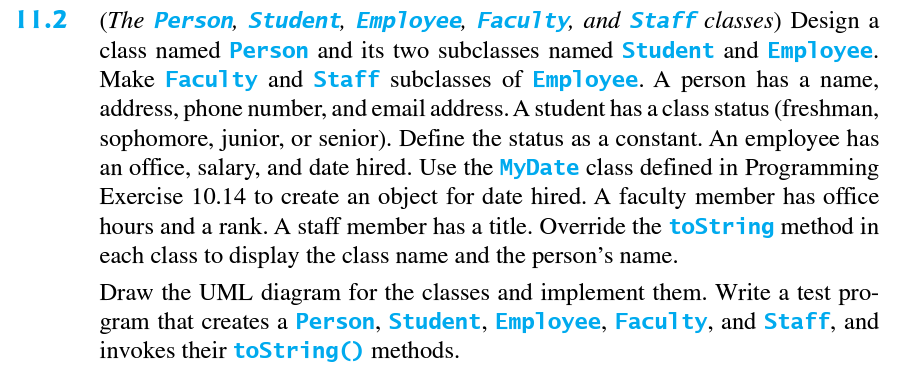 11.2 (The Person, Student, Employee, Faculty, and Staff classes) Design a
class named Person and its two subclasses named Student and Employee.
Make Faculty and Staff subclasses of Employee. A person has a name,
address, phone number, and email address. A student has a class status (freshman,
sophomore, junior, or senior). Define the status as a constant. An employee has
an office, salary, and date hired. Use the MyDate class defined in Programming
Exercise 10.14 to create an object for date hired. A faculty member has office
hours and a rank. A staff member has a title. Override the toString method in
each class to display the class name and the person’s name.
Draw the UML diagram for the classes and implement them. Write a test pro-
gram that creates a Person, Student, Employee, Faculty, and Staff, and
invokes their toString() methods.